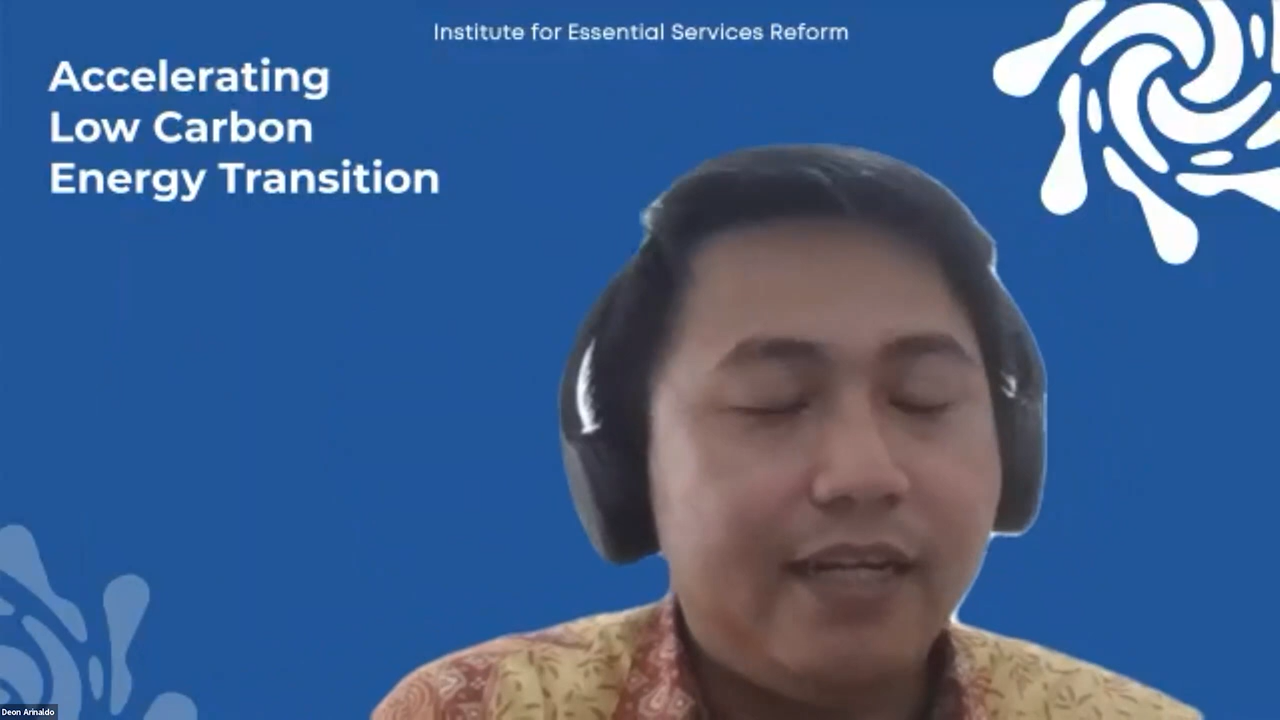 Institute for Essential Services Reform
Accelerating
Low Carbon
Energy Transition
Deon Arinaldo